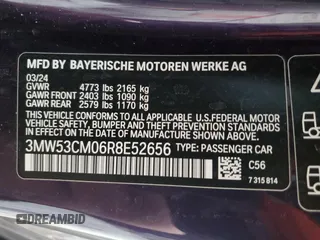 MFD BY BAYERISCHE MOTOREN WERKE AG
03/24
GVWR 4773 lbs 2165 kg
GAWR FRONT 2403 lbs 1090 kg
GAWR REAR 2579 lbs 1170 kg
THIS VEHICLE CONFORMS TO ALL APPLICABLE U.S. FEDERAL MOTOR
VEHICLE SAFETY, BUMPER, AND THEFT PREVENTION STANDARDS IN
EFFECT ON THE DATE OF MANUFACTURE SHOWN ABOVE.
3MW53CM06R8E52656 TYPE: PASSENGER CAR
C56
7 315 814
DREAMBID